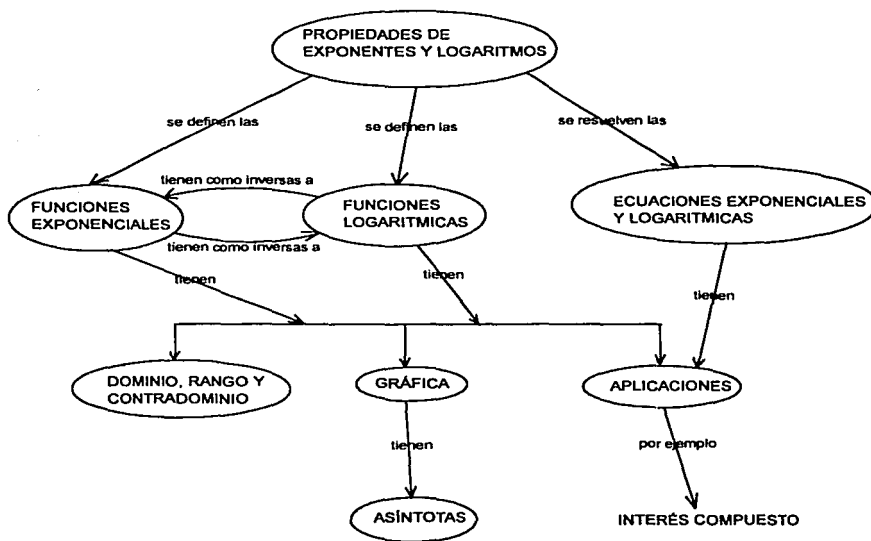 PROPIEDADES DE
EXPONENTES Y LOGARITMOS
se definen las
se definen las
se resuelven las
tienen como inversas a
FUNCIONES
EXPONENCIALES
FUNCIONES
LOGARITMICAS
ECUACIONES EXPONENCIALES
Y LOGARITMICAS
tienen como inversas a
tienen
tienen
tienen
DOMINIO, RANGO Y
CONTRADOMINIO
GRÁFICA
APLICACIONES
tienen
por ejemplo
ASÍNTOTAS
INTERÉS COMPUESTO